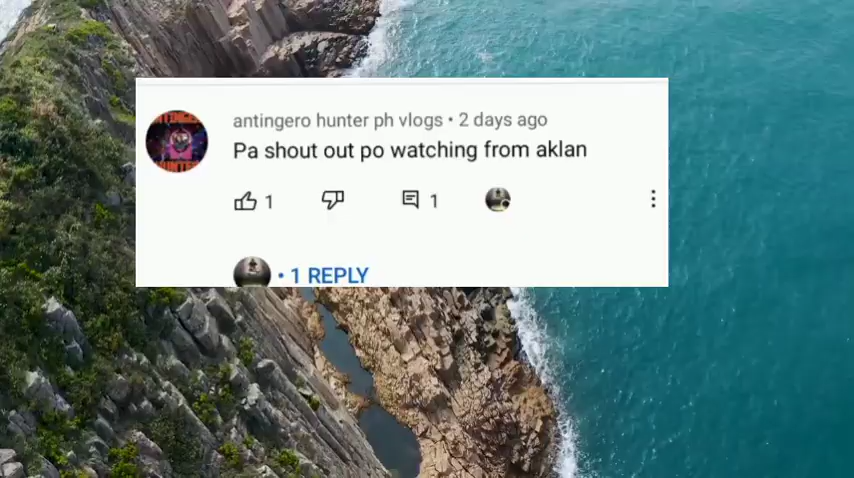 antingero hunter ph vlogs • 2 days ago
Pa shout out po watching from aklan
1 1
• 1 REPLY